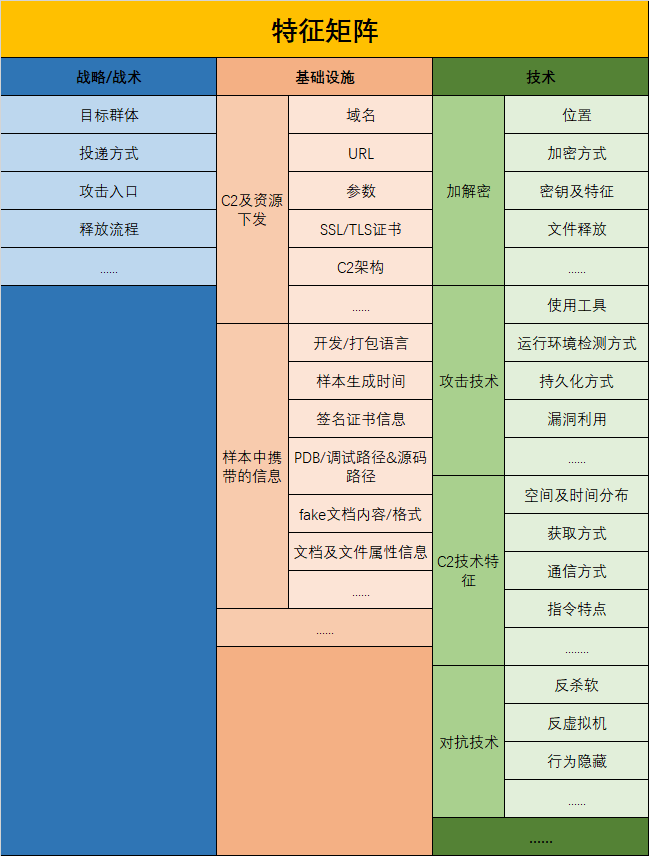 特征矩阵
战略/战术
基础设施
技术
目标群体
投递方式
攻击入口
释放流程
......
C2及资源
下发
域名
URL
参数
SSL/TLS证书
C2架构
......
样本中携
带的信息
开发/打包语言
样本生成时间
签名证书信息
PDB/调试路径&源码
路径
fake文档内容/格式
文档及文件属性信息
......
......
加解密
位置
加密方式
密钥及特征
文件释放
......
攻击技术
使用工具
运行环境检测方式
持久化方式
漏洞利用
......
C2技术特
征
空间及时间分布
获取方式
通信方式
指令特点
........
对抗技术
反杀软
反虚拟机
行为隐藏
......
......